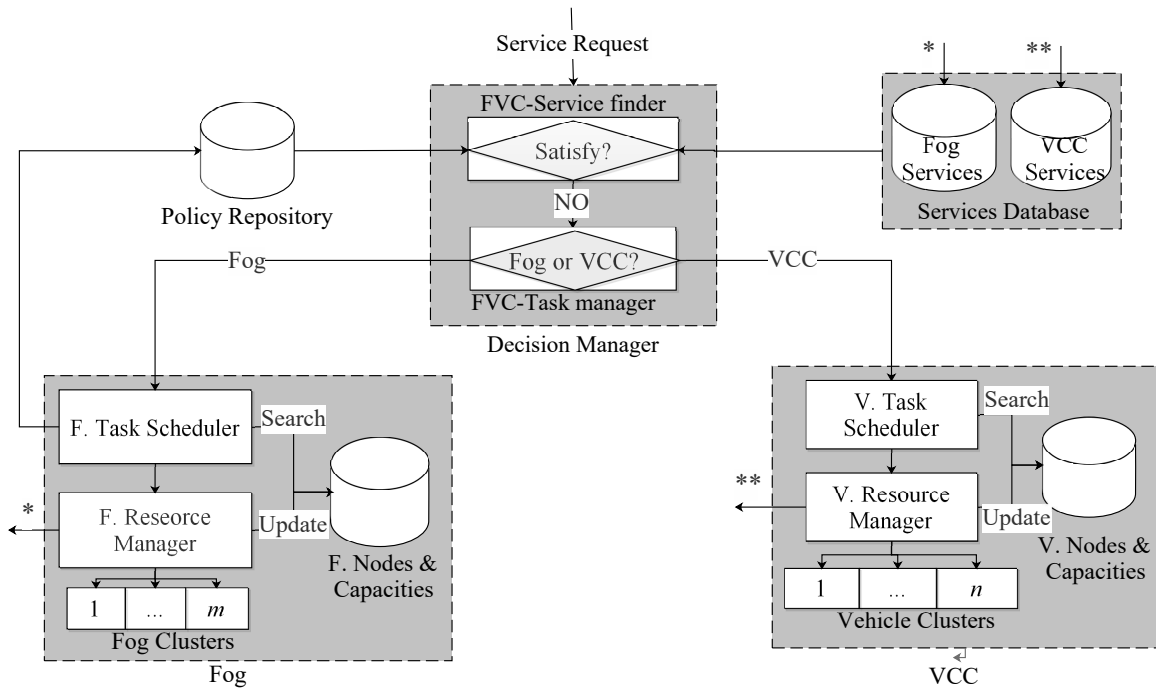 Service Request
*
**
FVC-Service finder
Satisfy?
Fog
Services
VCC
Services
Services Database
Policy Repository
NO
Fog
Fog or VCC?
VCC
FVC-Task manager
Decision Manager
F. Task Scheduler
Search
F. Reseorce
Manager
*
Update
F. Nodes &
Capacities
1
...
m
Fog Clusters
Fog
V. Task
Scheduler
Search
**
V. Resource
Manager
Update
V. Nodes &
Capacities
1
...
n
Vehicle Clusters
VCC